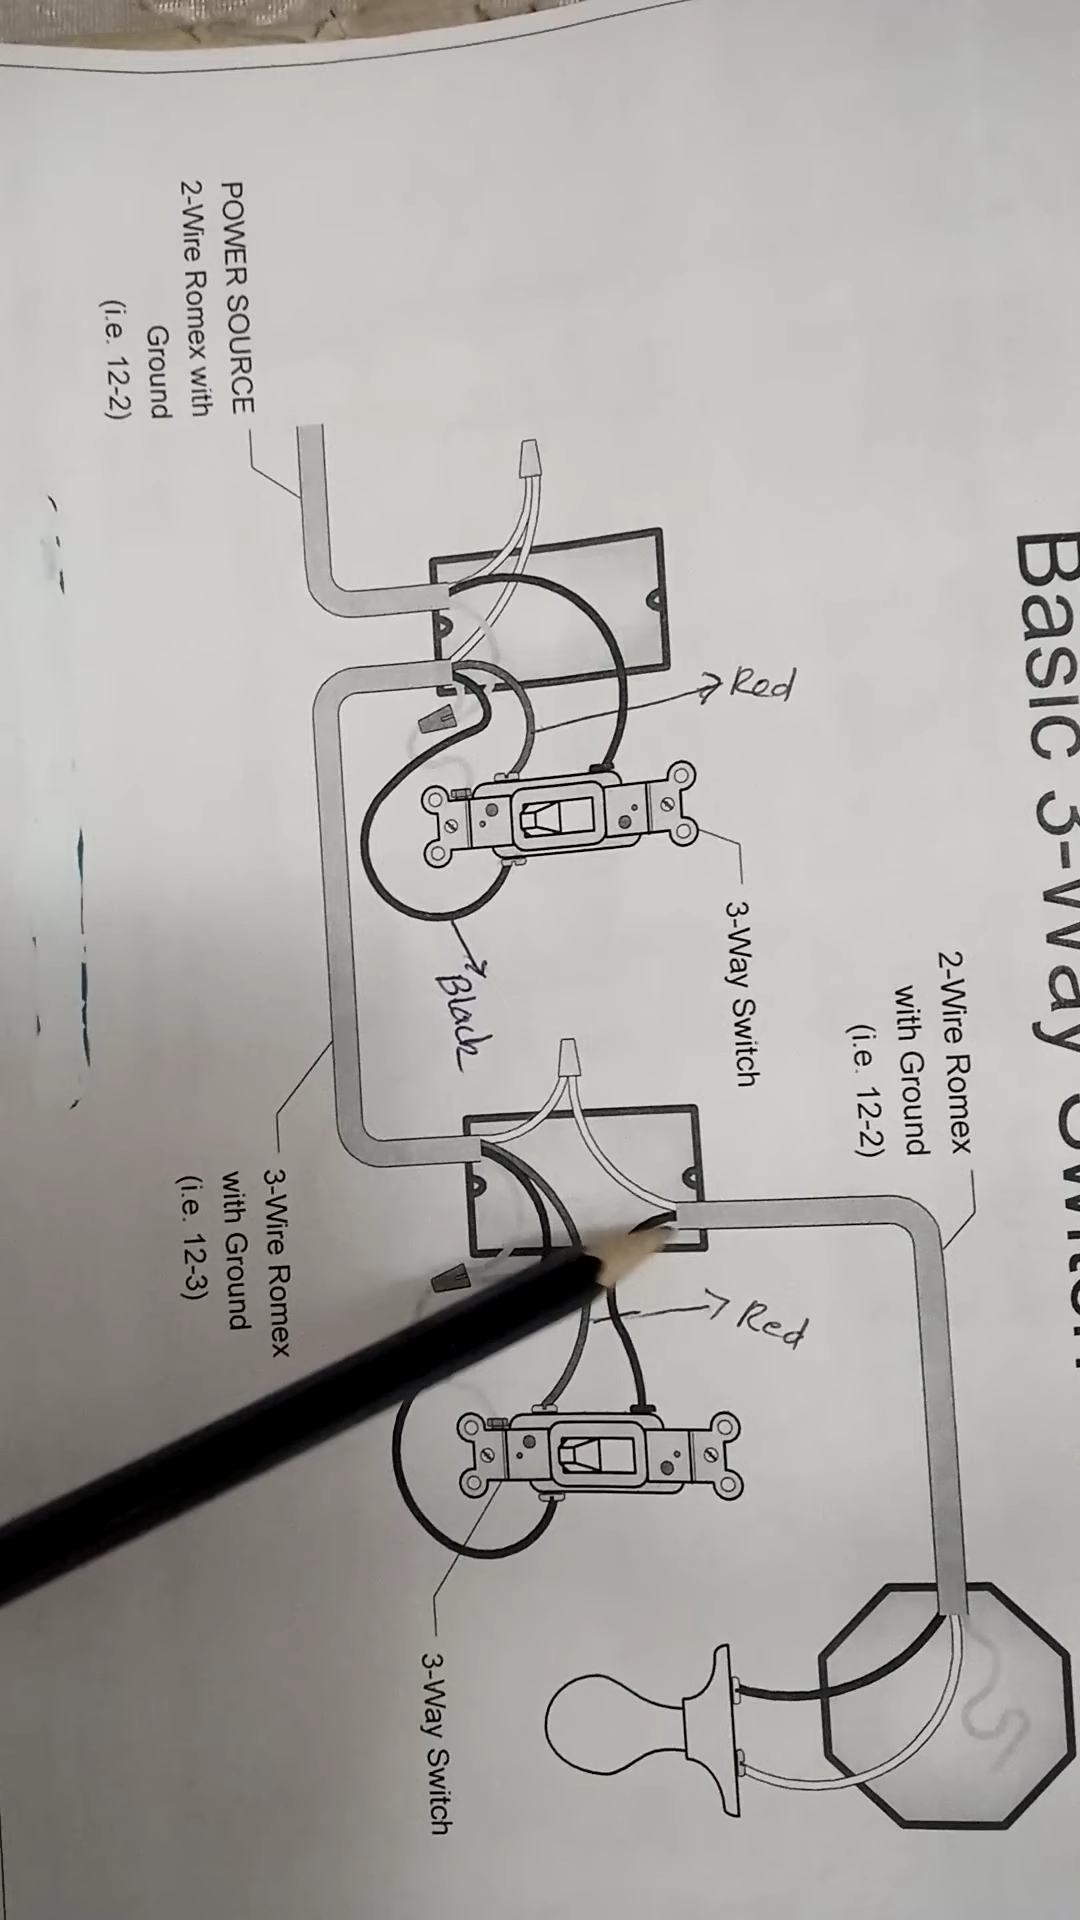 Basic 3-Way Switch
POWER SOURCE
2-Wire Romex with
Ground
(i.e. 12-2)
Red
3-Way Switch
Black
2-Wire Romex
with Ground
(i.e. 12-2)
3-Wire Romex
with Ground
(i.e. 12-3)
Red
3-Way Switch